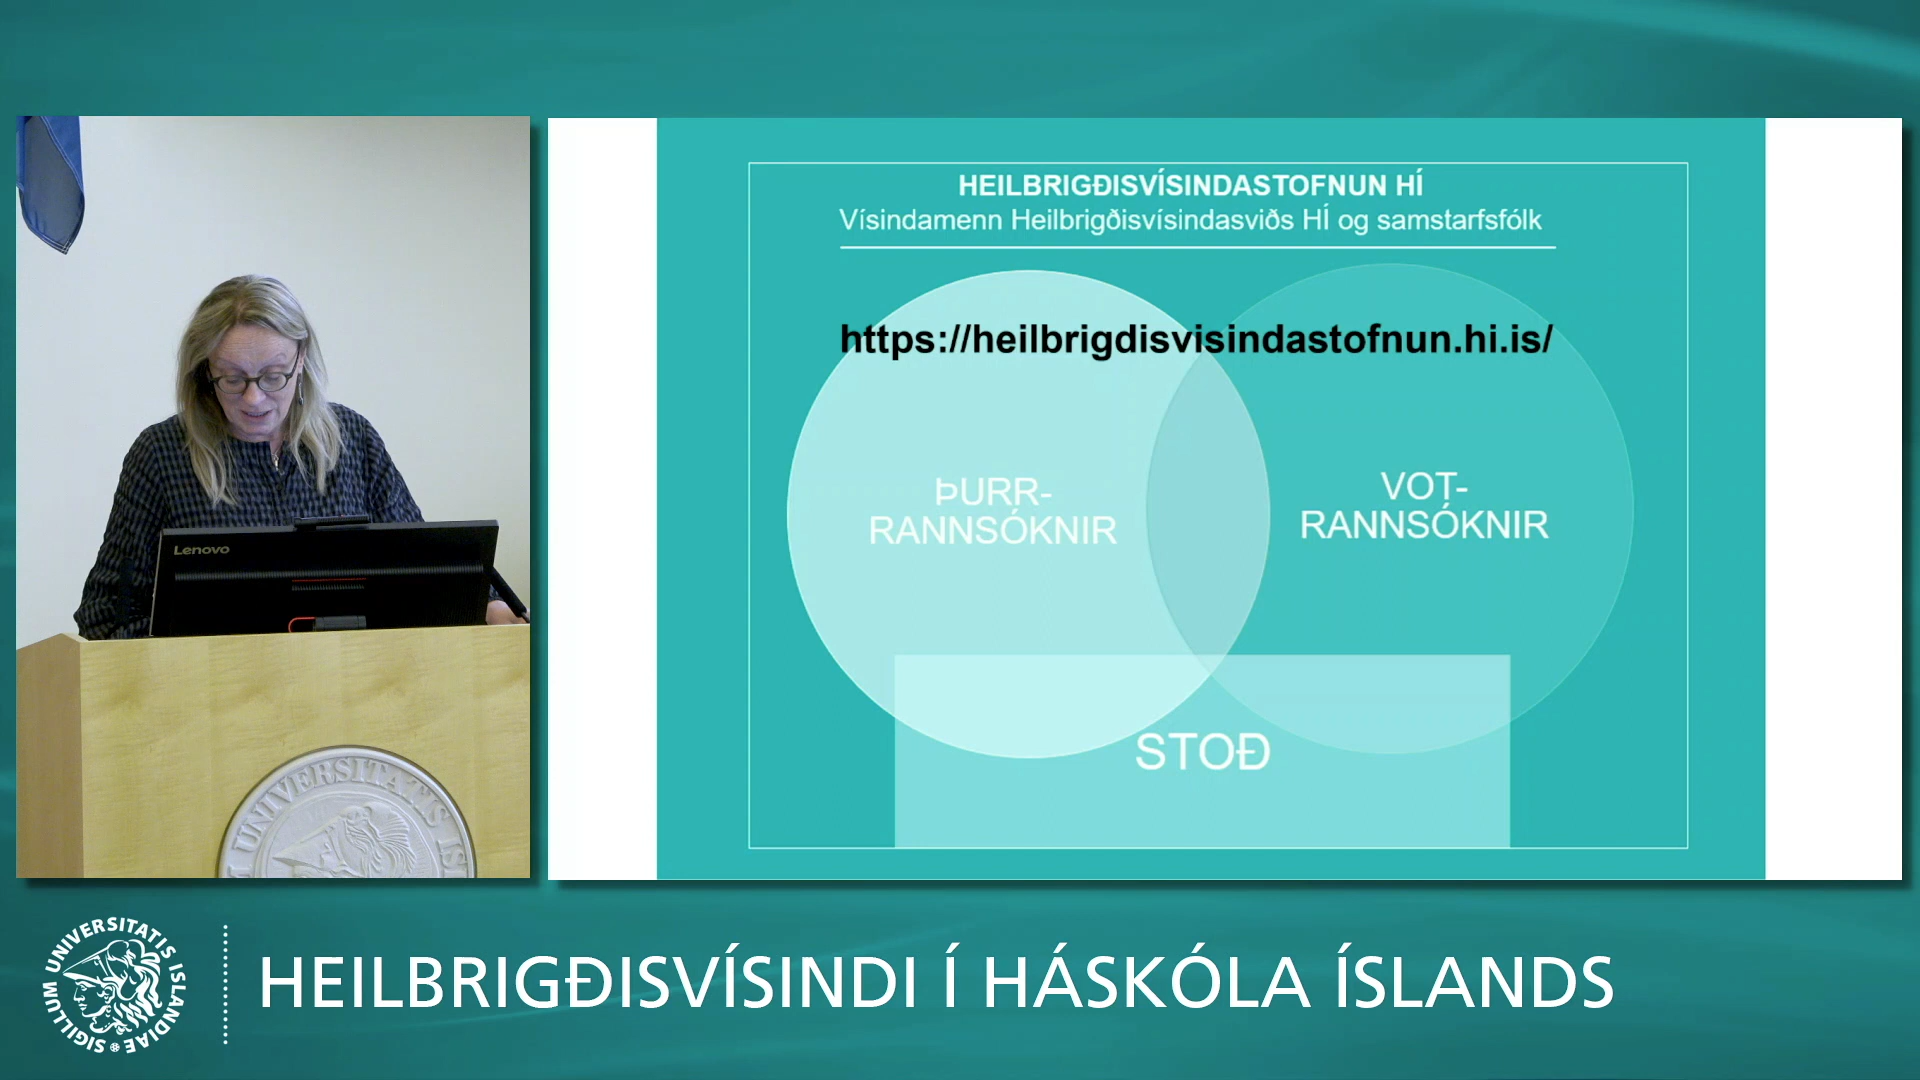 HEILBRIGÐISVÍSINDASTOFNUN HÍ
Vísindamenn Heilbrigðisvísindasviðs HÍ og samstarfsfólk
https://heilbrigdisvisindastofnun.hi.is/
ÞURR-
RANNSÓKNIR
VOT-
RANNSÓKNIR
STOÐ
Lenovo
UNIVERSITATIS
SIGILLUM UNIVERSITATIS ISLANDIAE
HEILBRIGÐISVÍSINDI Í HÁSKÓLA ÍSLANDS